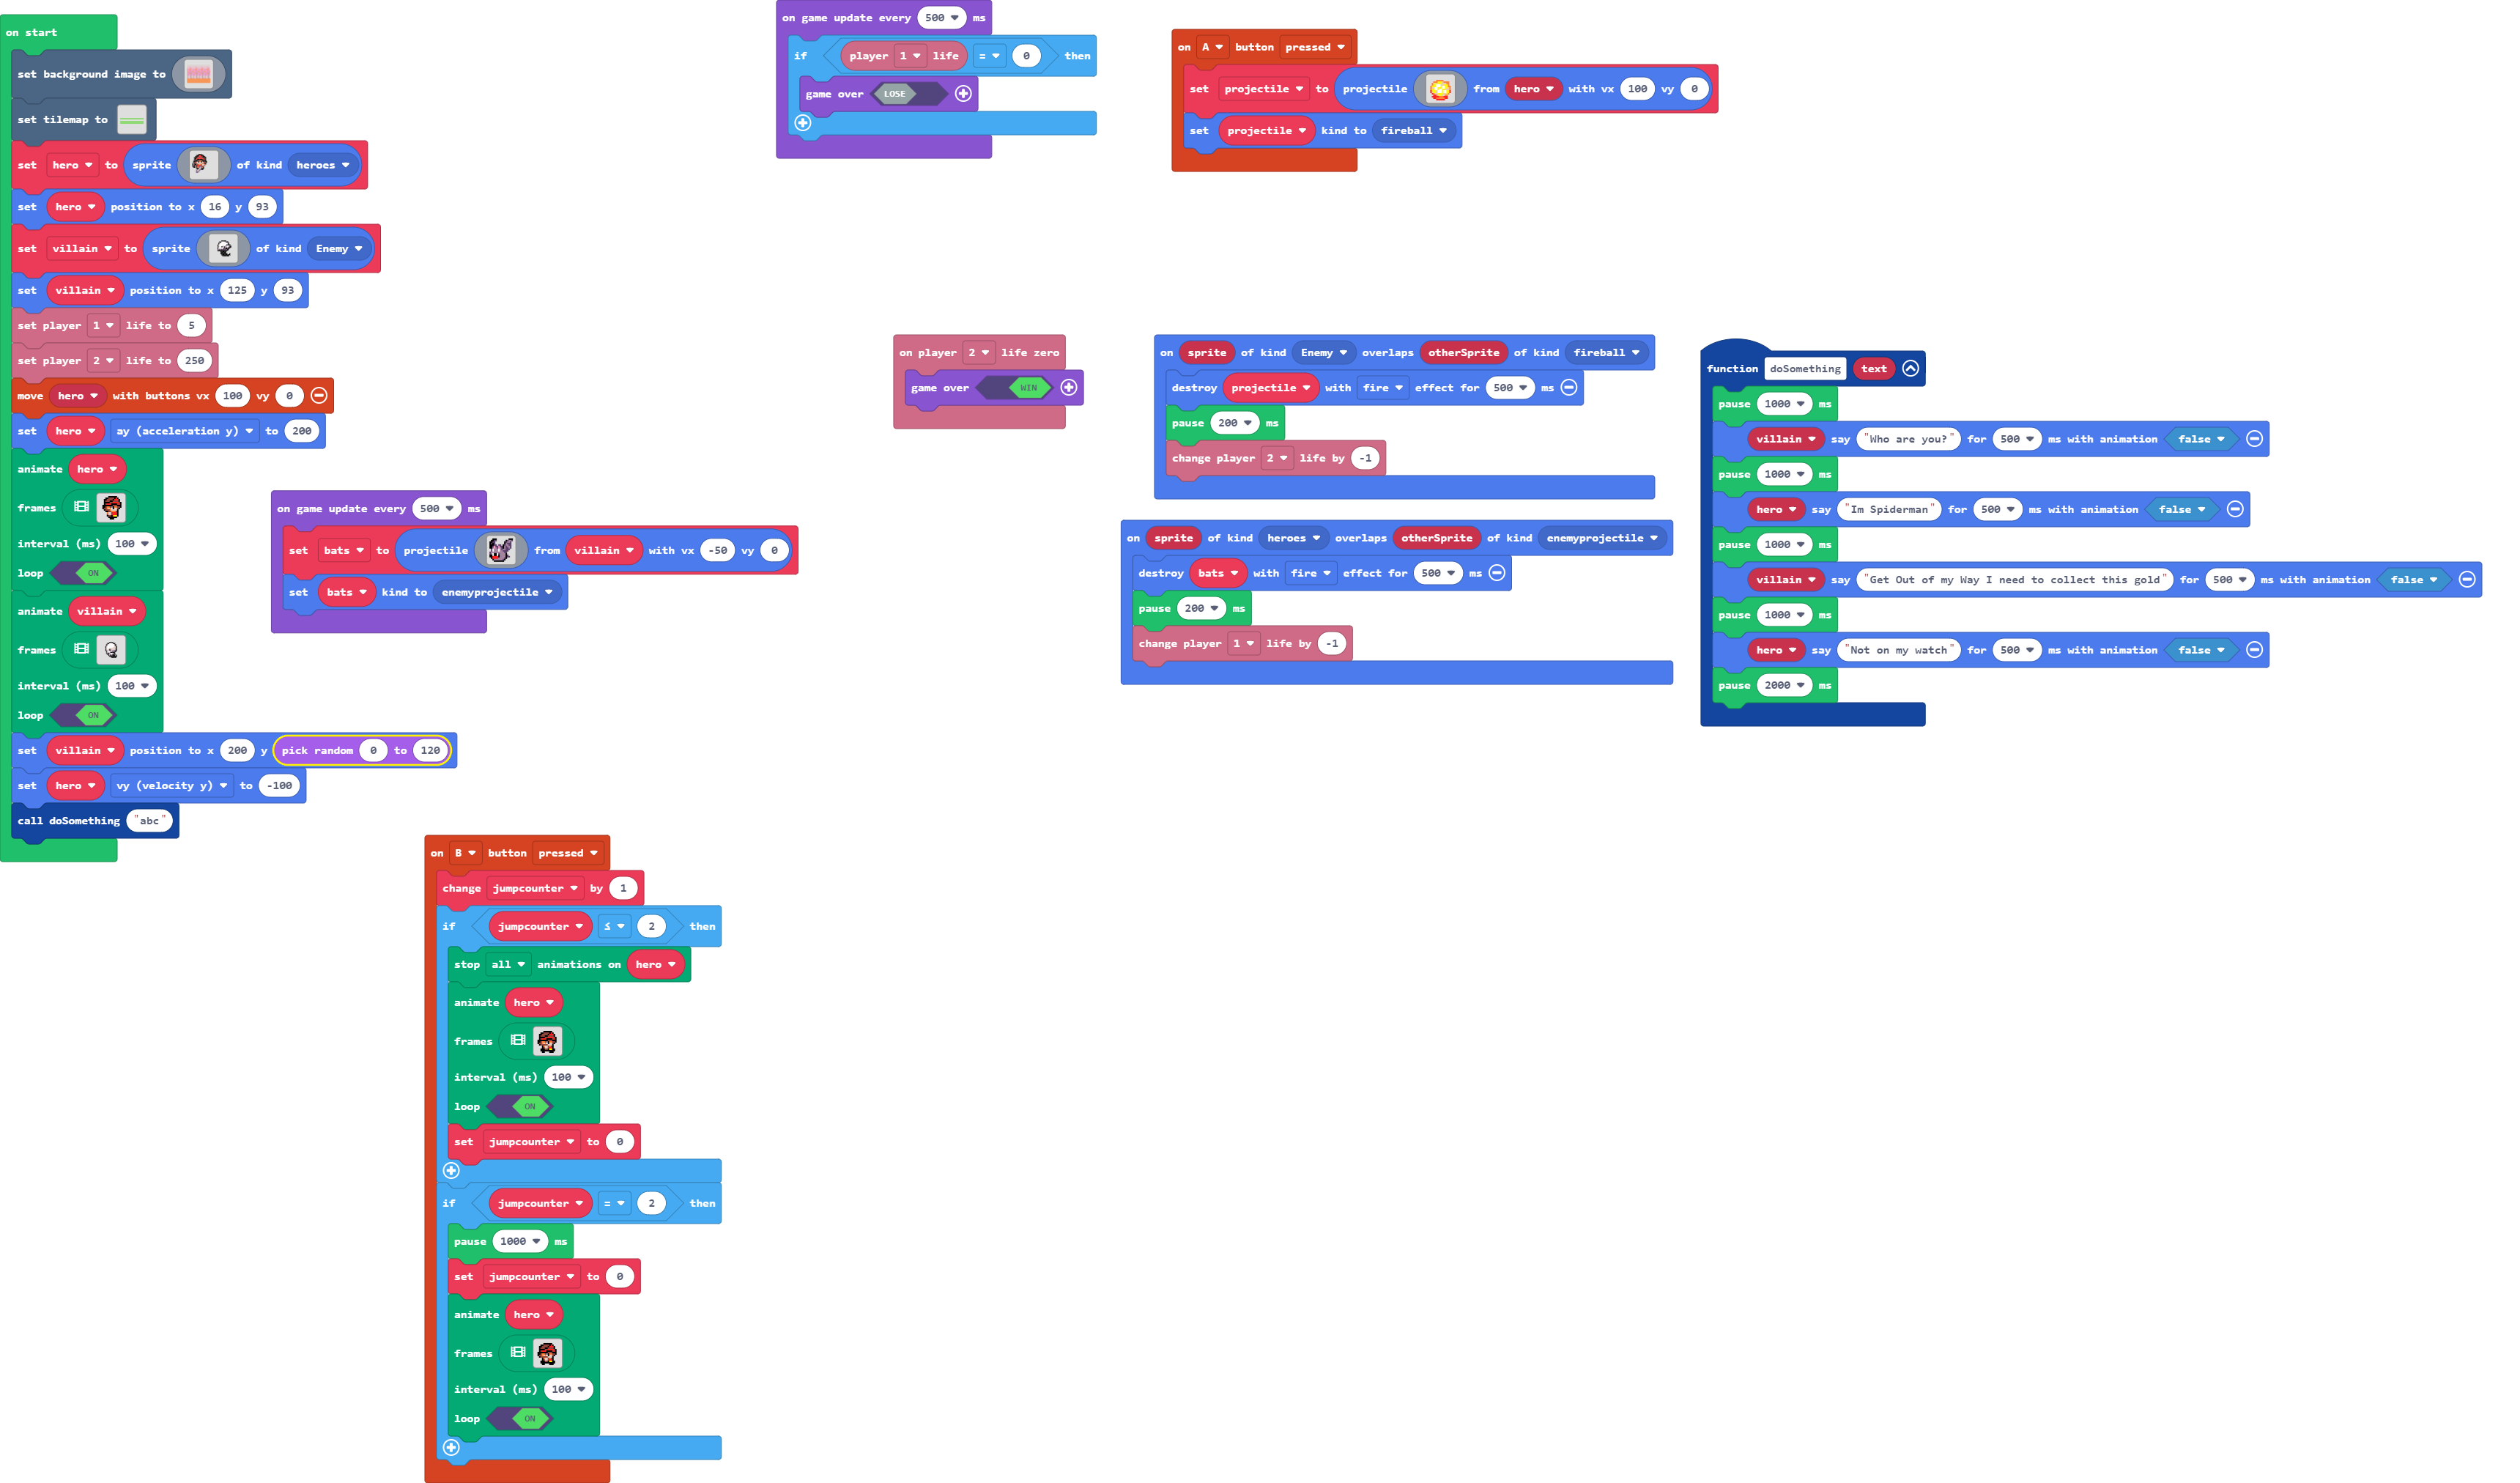 on start
set background image to
set tilemap to
set hero to sprite of kind heroes
set hero position to x 16 y 93
set villain to sprite of kind Enemy
set villain position to x 125 y 93
set player 1 life to 5
set player 2 life to 250
move hero with buttons vx 100 vy 0
set hero ay (acceleration y) to 200
animate hero
frames
interval (ms) 100
loop ON
animate villain
frames
interval (ms) 100
loop ON
set villain position to x 200 y pick random 0 to 120
set hero vy (velocity y) to -100
call doSomething "abc"
on game update every 500 ms
if player 1 life = 0 then
game over LOSE
on A button pressed
set projectile to projectile from hero with vx 100 vy 0
set projectile kind to fireball
on player 2 life zero
game over WIN
on sprite of kind Enemy overlaps otherSprite of kind fireball
destroy projectile with fire effect for 500 ms
pause 200 ms
change player 2 life by -1
function doSomething text
pause 1000 ms
villain say "Who are you?" for 500 ms with animation false
pause 1000 ms
hero say "Im Spiderman" for 500 ms with animation false
pause 1000 ms
villain say "Get Out of my Way I need to collect this gold" for 500 ms with animation false
pause 1000 ms
hero say "Not on my watch" for 500 ms with animation false
pause 2000 ms
on game update every 500 ms
set bats to projectile from villain with vx -50 vy 0
set bats kind to enemyprojectile
on sprite of kind heroes overlaps otherSprite of kind enemyprojectile
destroy bats with fire effect for 500 ms
pause 200 ms
change player 1 life by -1
on B button pressed
change jumpcounter by 1
if jumpcounter ≤ 2 then
stop all animations on hero
animate hero
frames
interval (ms) 100
loop ON
set jumpcounter to 0
if jumpcounter = 2 then
pause 1000 ms
set jumpcounter to 0
animate hero
frames
interval (ms) 100
loop ON